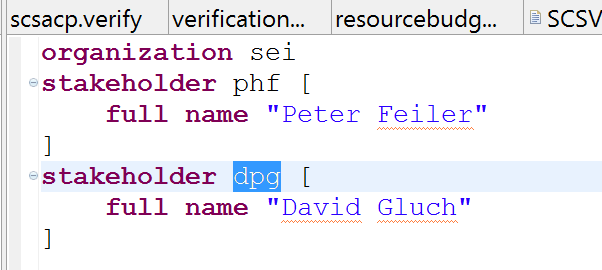 scsacp.verify verification... resourcebudg... SCSV
organization sei
stakeholder phf [
full name "Peter Feiler"
]
stakeholder dpg [
full name "David Gluch"
]